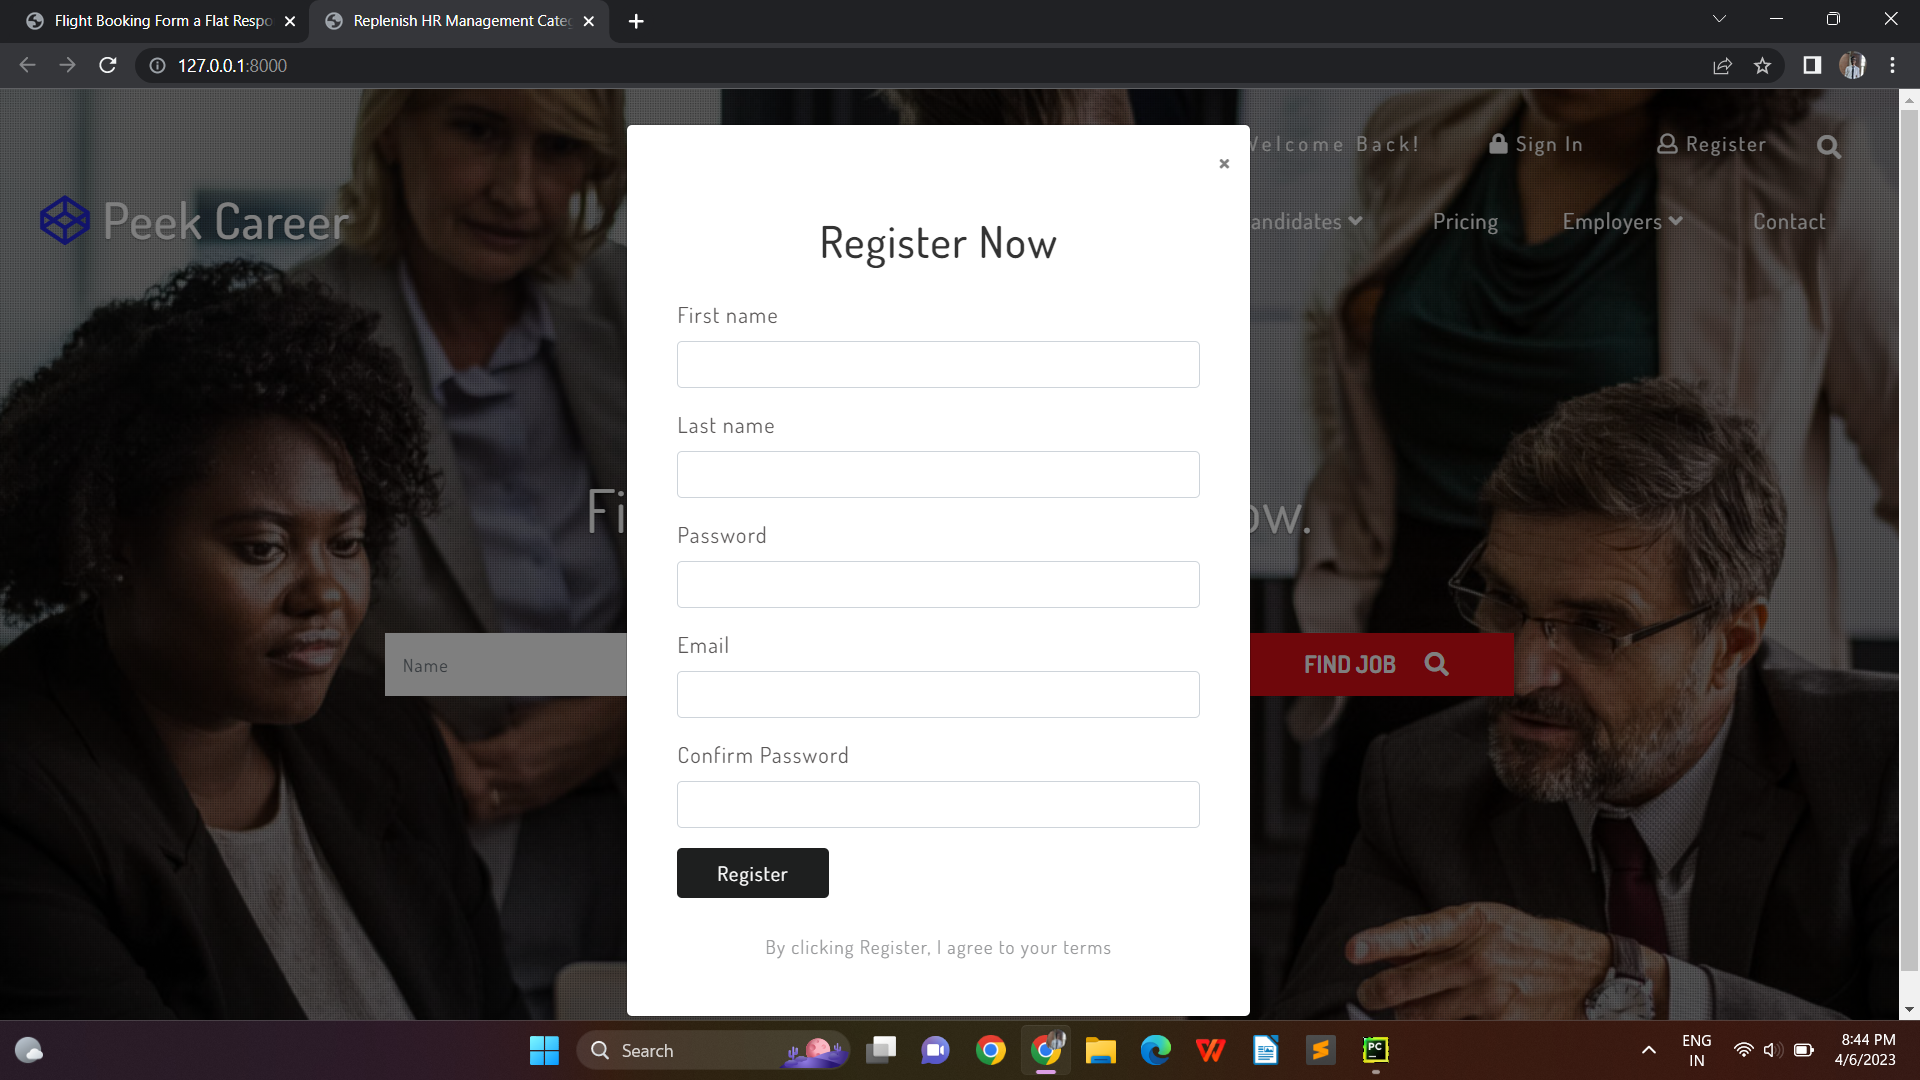 Flight Booking Form a Flat Respo
Replenish HR Management Cate
127.0.0.1:8000
elcome Back!
Sign In
Register
Peek Career
andidates
Pricing
Employers
Contact
Register Now
First name
Last name
Fi
ow.
Password
Email
Name
FIND JOB
Confirm Password
Register
By clicking Register, I agree to your terms
Search
PC
ENG
IN
8:44 PM
4/6/2023